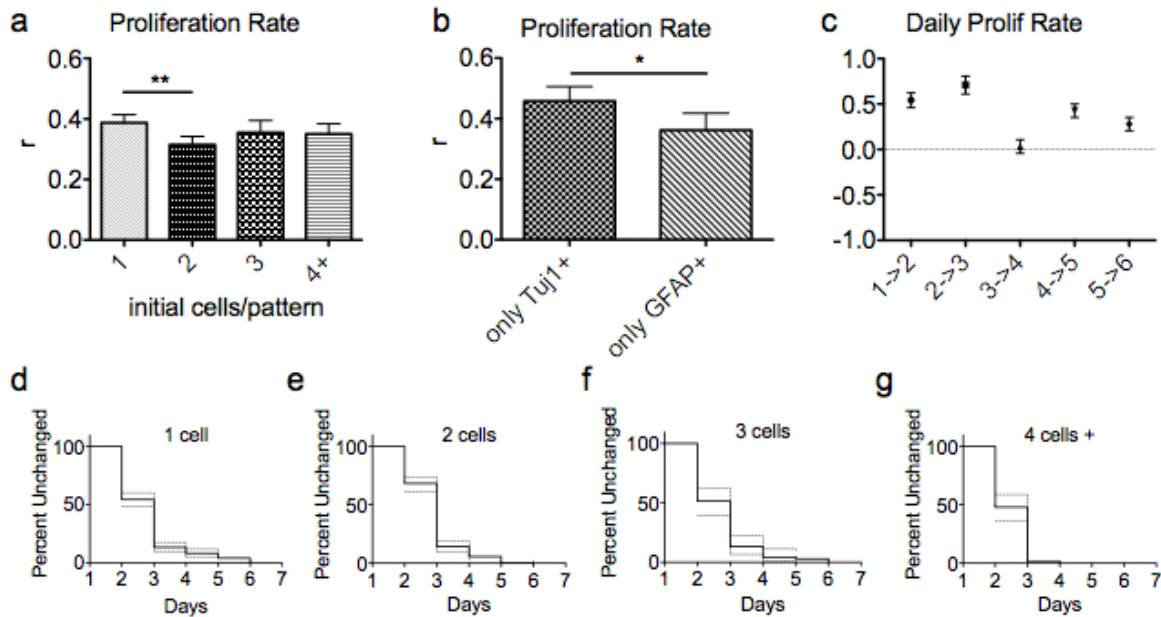 a
Proliferation Rate
0.6
0.4
0.2
0.0
r
**
1
2
3
4+
initial cells/pattern
b
Proliferation Rate
0.6
0.4
0.2
0.0
r
*
only Tuj1+
only GFAP+
c
Daily Prolif Rate
1.0
0.5
0.0
-0.5
-1.0
1->2
2->3
3->4
4->5
5->6
d
1 cell
Percent Unchanged
100
50
0
1 2 3 4 5 6 7
Days
e
2 cells
Percent Unchanged
100
50
0
1 2 3 4 5 6 7
Days
f
3 cells
Percent Unchanged
100
50
0
1 2 3 4 5 6 7
Days
g
4 cells +
Percent Unchanged
100
50
0
1 2 3 4 5 6 7
Days